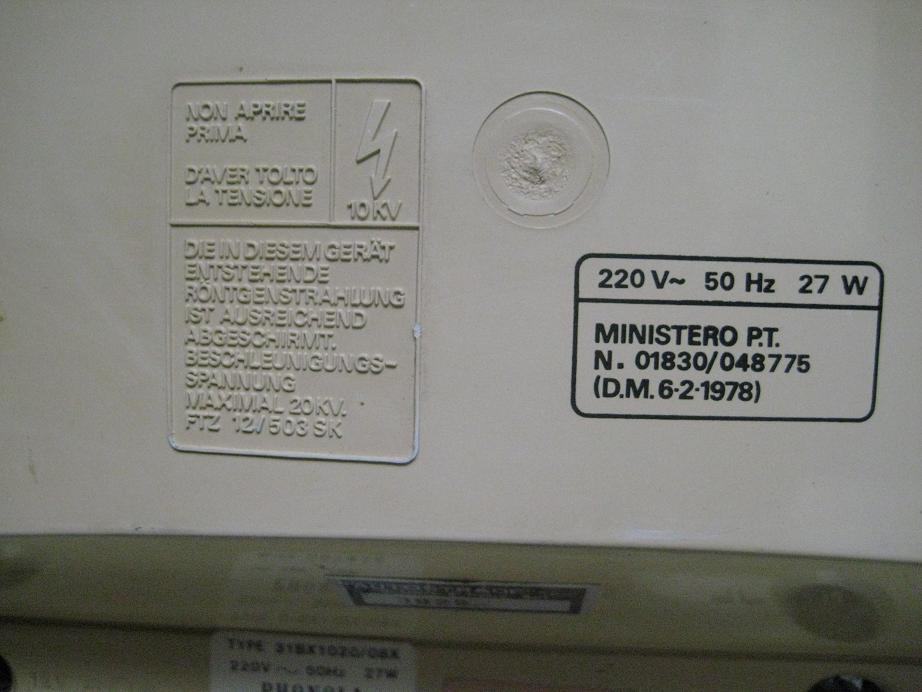 NON APRIRE
PRIMA
D'AVER TOLTO
LA TENSIONE
10 KV
DIE IN DIESEM GERÄT
ENTSTEHENDE
RÖNTGENSTRAHLUNG
IST AUSREICHEND
ABGESCHIRMT.
BESCHLEUNIGUNGS-
SPANNUNG
MAXIMAL 20 KV.
FTZ 12/503 SK
220 V~ 50 Hz 27 W
MINISTERO P.T.
N. 01830/048775
(D.M. 6-2-1978)
TYPE 31BX1020/08X
220V ~ 50Hz 27W
PHONOLA